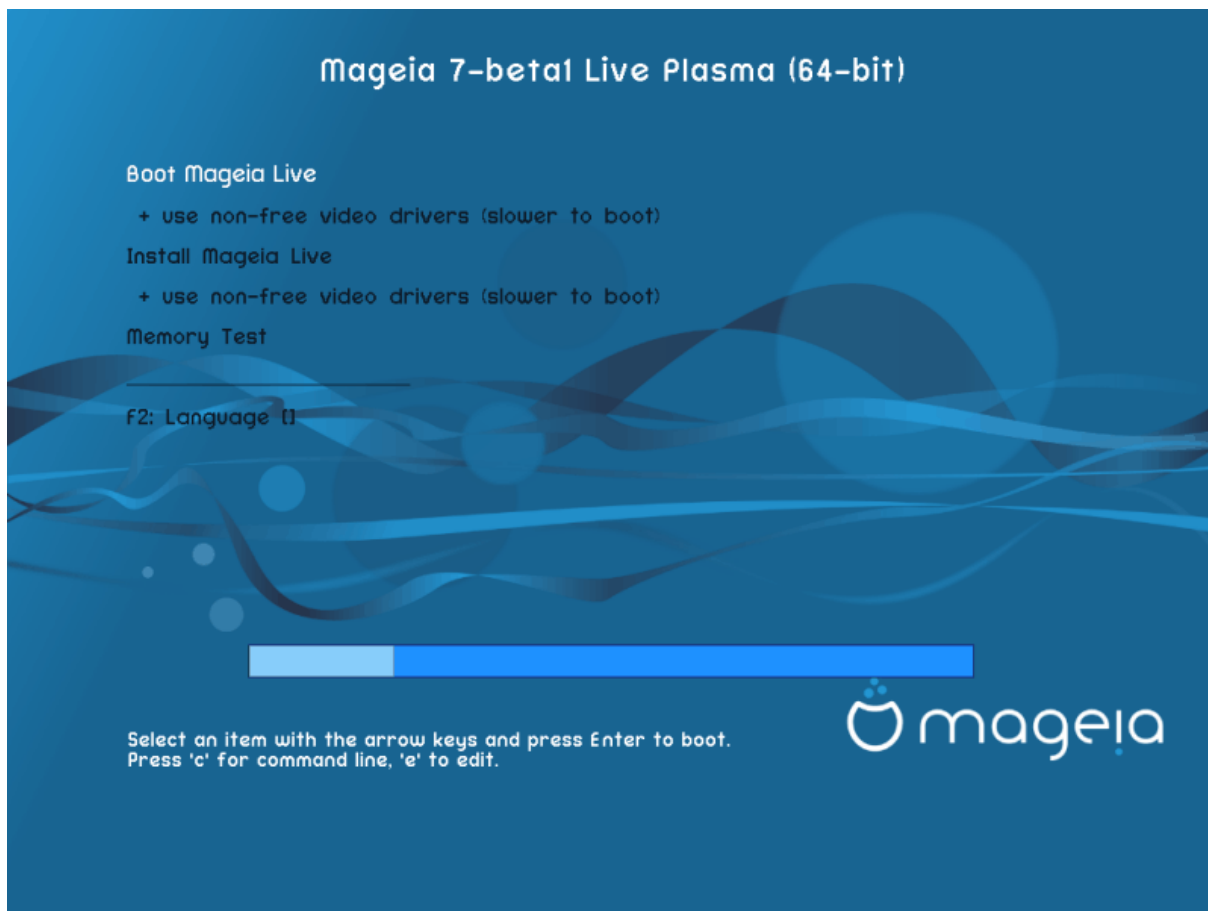 Mageia 7-beta1 Live Plasma (64-bit)
Boot Mageia Live
+ use non-free video drivers (slower to boot)
Install Mageia Live
+ use non-free video drivers (slower to boot)
Memory Test
F2: Language []
mageia
Select an item with the arrow keys and press Enter to boot.
Press 'c' for command line, 'e' to edit.